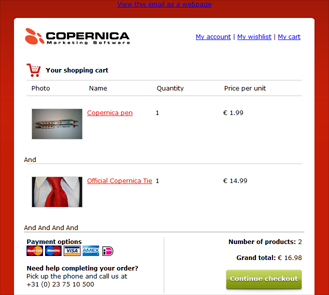 View this email as a webpage
COPERNICA
Marketing Software
My account | My wishlist | My cart
Your shopping cart
Photo Name Quantity Price per unit
Copernica pen 1 € 1.99
And
Official Copernica Tie 1 € 14.99
And And And And
Payment options
Number of products: 2
VISA
Grand total: € 16.98
Need help completing your order?
Pick up the phone and call us at
+31 (0) 23 75 10 500
Continue checkout